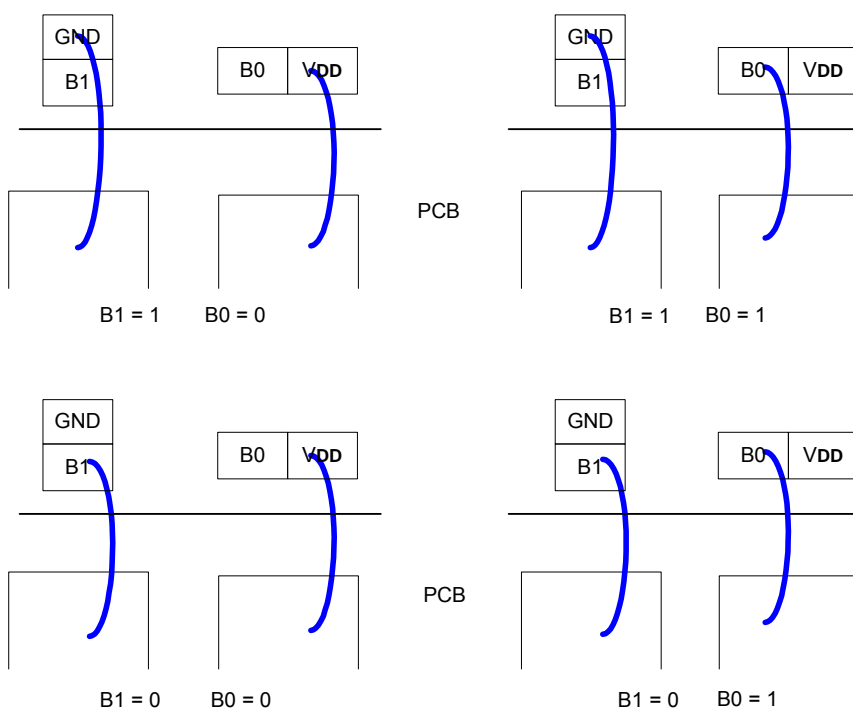 GND GND
B1 B0 VDD B1 B0 VDD
PCB
B1 = 1 B0 = 0 B1 = 1 B0 = 1
GND GND
B1 B0 VDD B1 B0 VDD
PCB
B1 = 0 B0 = 0 B1 = 0 B0 = 1